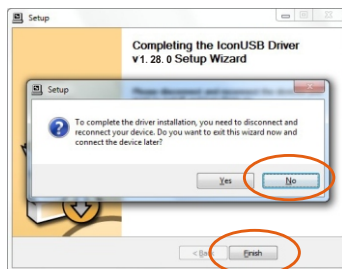 Setup
Completing the IconUSB Driver
v1.28.0 Setup Wizard
Setup
To complete the driver installation, you need to disconnect and
reconnect your device. Do you want to exit this wizard now and
connect the device later?
Yes
No
< Back
Finish